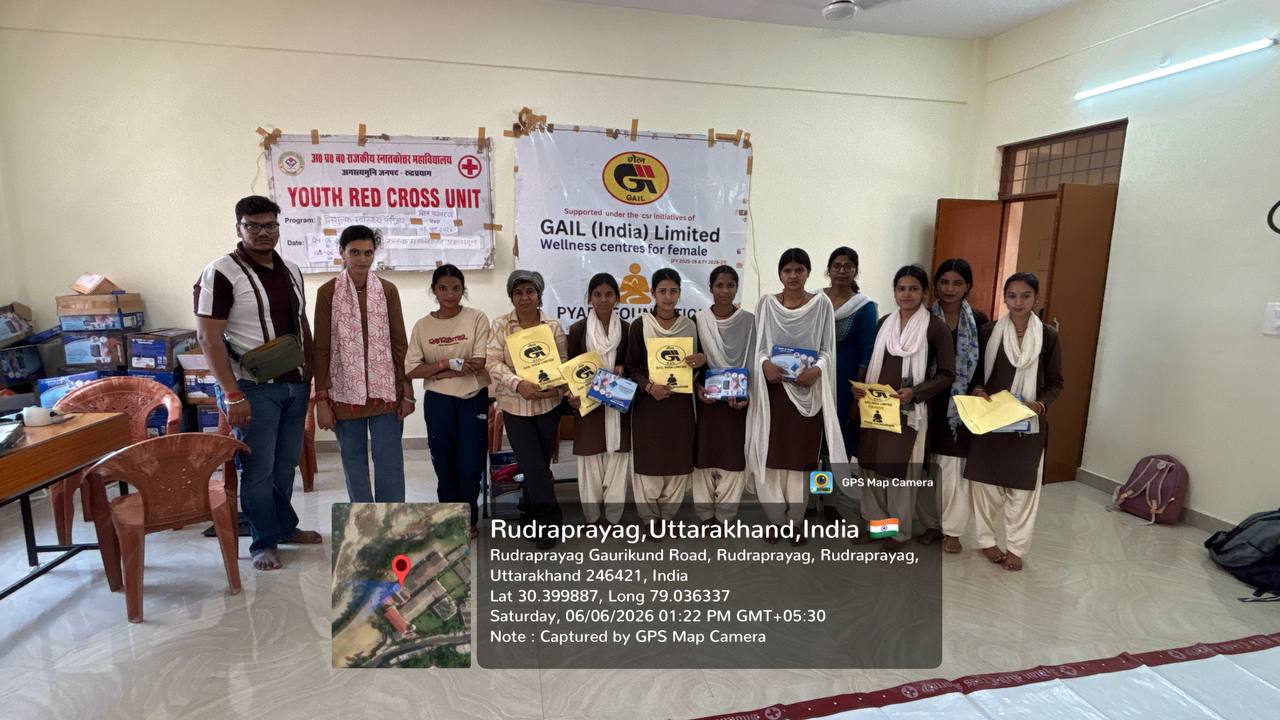 अ० प्र० ब० राजकीय स्नातकोत्तर महाविद्यालय
अगस्त्यमुनि जनपद - रुद्रप्रयाग
YOUTH RED CROSS UNIT
Program:
Date:
गेल
GAIL
Supported under the csr initiatives of
GAIL (India) Limited
Wellness centres for female
GAIL
GPS Map Camera
Rudraprayag,Uttarakhand,India
Rudraprayag Gaurikund Road, Rudraprayag, Rudraprayag,
Uttarakhand 246421, India
Lat 30.399887, Long 79.036337
Saturday, 06/06/2026 01:22 PM GMT+05:30
Note : Captured by GPS Map Camera